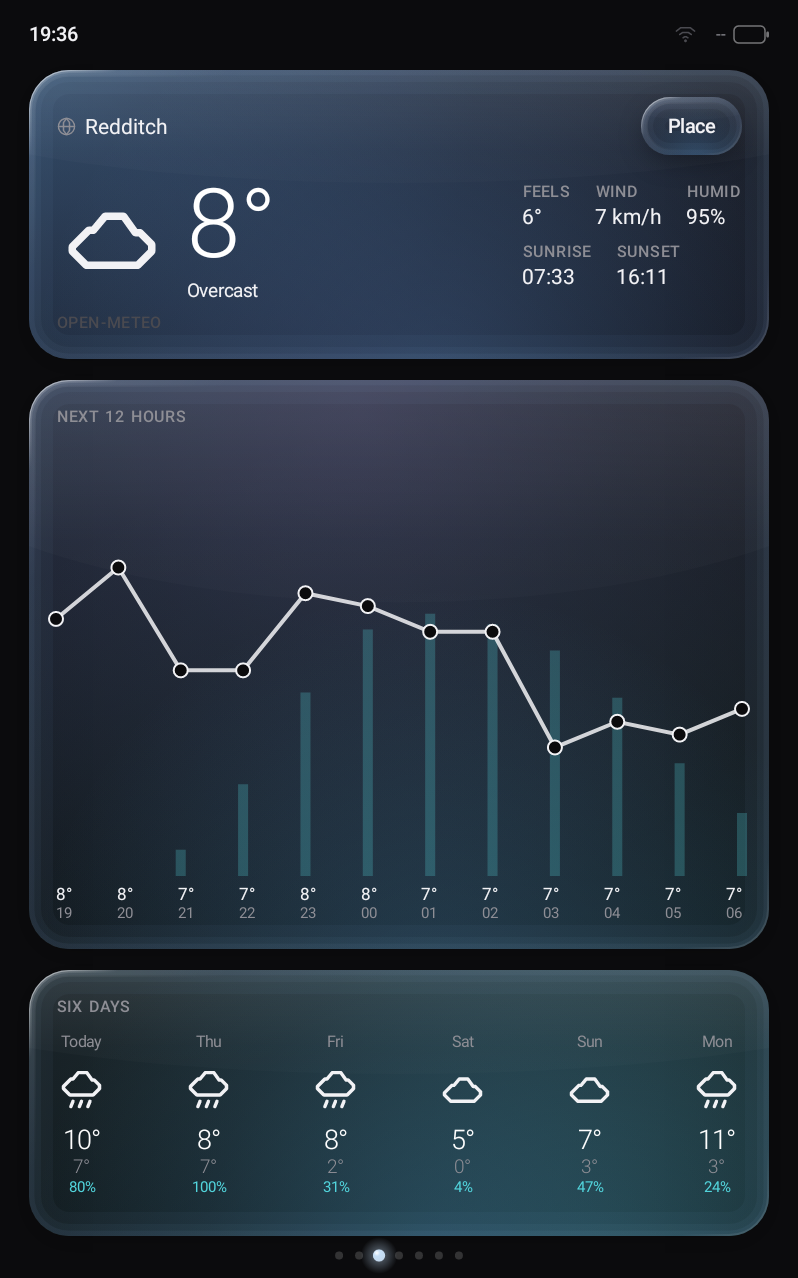 19:36
--
Redditch
Place
8°
Overcast
FEELS WIND HUMID
6° 7 km/h 95%
SUNRISE SUNSET
07:33 16:11
OPEN-METEO
NEXT 12 HOURS
8° 8° 7° 7° 8° 8° 7° 7° 7° 7° 7° 7°
19 20 21 22 23 00 01 02 03 04 05 06
SIX DAYS
Today Thu Fri Sat Sun Mon
10° 8° 8° 5° 7° 11°
7° 7° 2° 0° 3° 3°
80% 100% 31% 4% 47% 24%